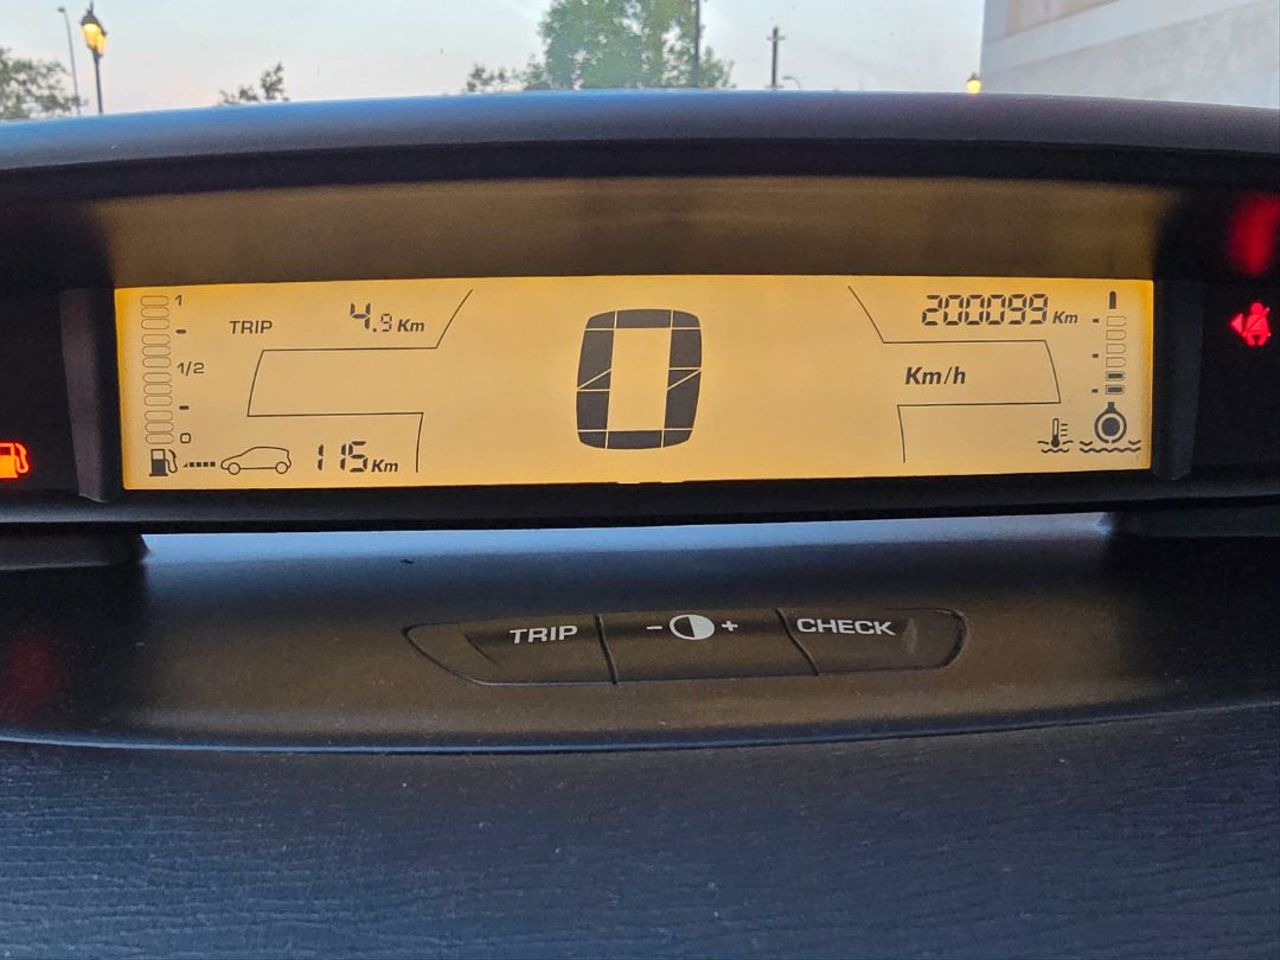 1
TRIP 4.9 Km
200099 Km
1/2
Km/h
0
0
115 Km
TRIP - + CHECK